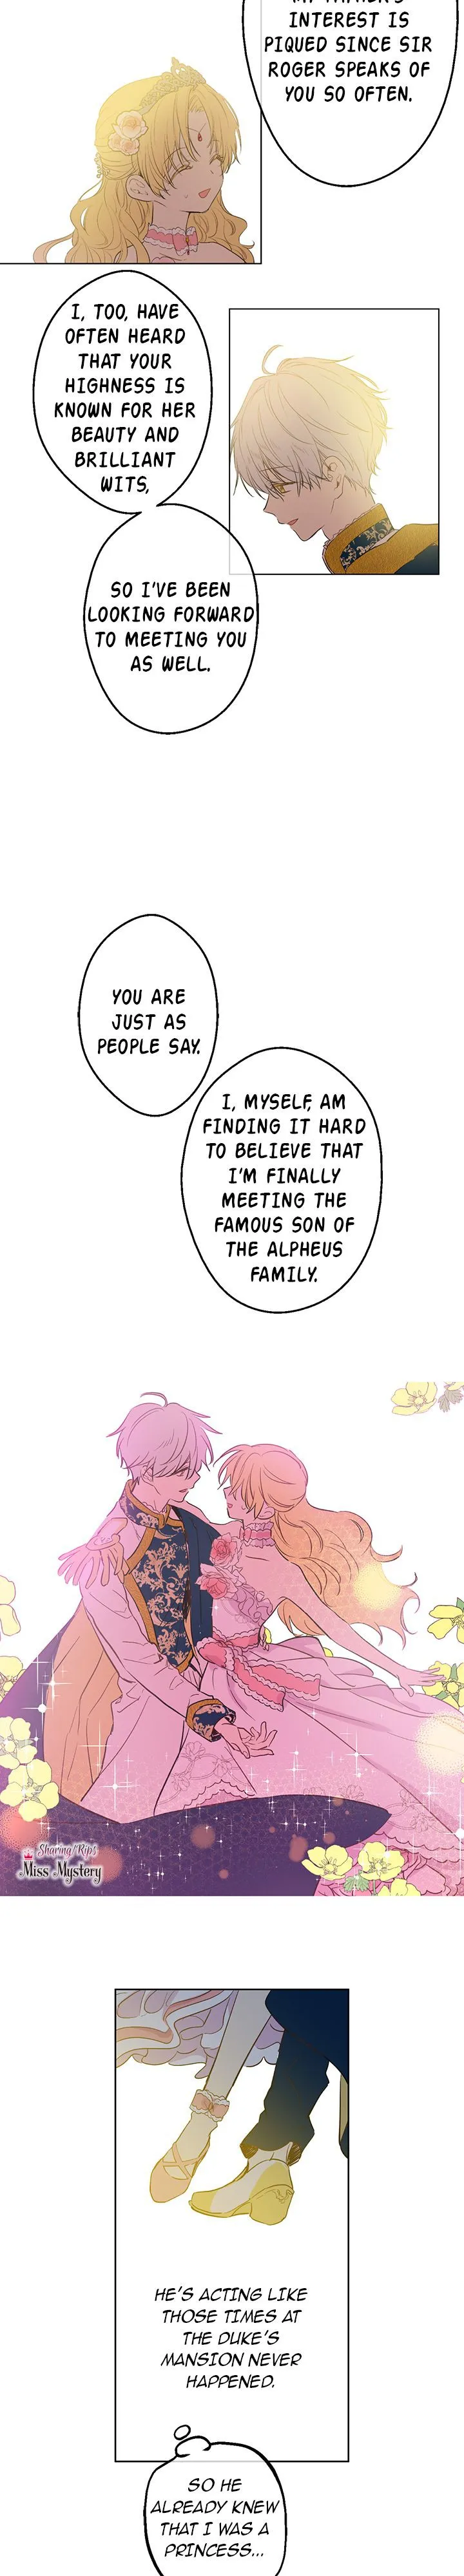 INTEREST IS
PIQUED SINCE SIR
ROGER SPEAKS OF
YOU SO OFTEN.
I, TOO, HAVE
OFTEN HEARD
THAT YOUR
HIGHNESS IS
KNOWN FOR HER
BEAUTY AND
BRILLIANT
WITS,
SO I'VE BEEN
LOOKING FORWARD
TO MEETING YOU
AS WELL.
YOU ARE
JUST AS
PEOPLE SAY.
I, MYSELF, AM
FINDING IT HARD
TO BELIEVE THAT
I'M FINALLY
MEETING THE
FAMOUS SON OF
THE ALPHEUS
FAMILY.
Sharing/Rips
Miss Mystery
HE'S ACTING LIKE
THOSE TIMES AT
THE DUKE'S
MANSION NEVER
HAPPENED.
SO HE
ALREADY KNEW
THAT I WAS A
PRINCESS...